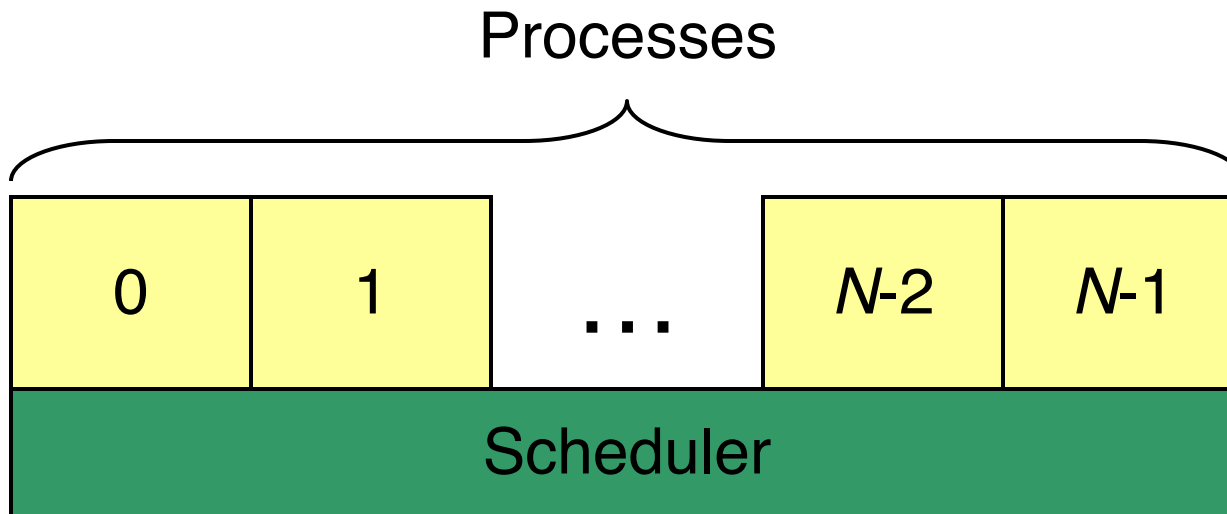 Processes
0 1 ... N-2 N-1
Scheduler